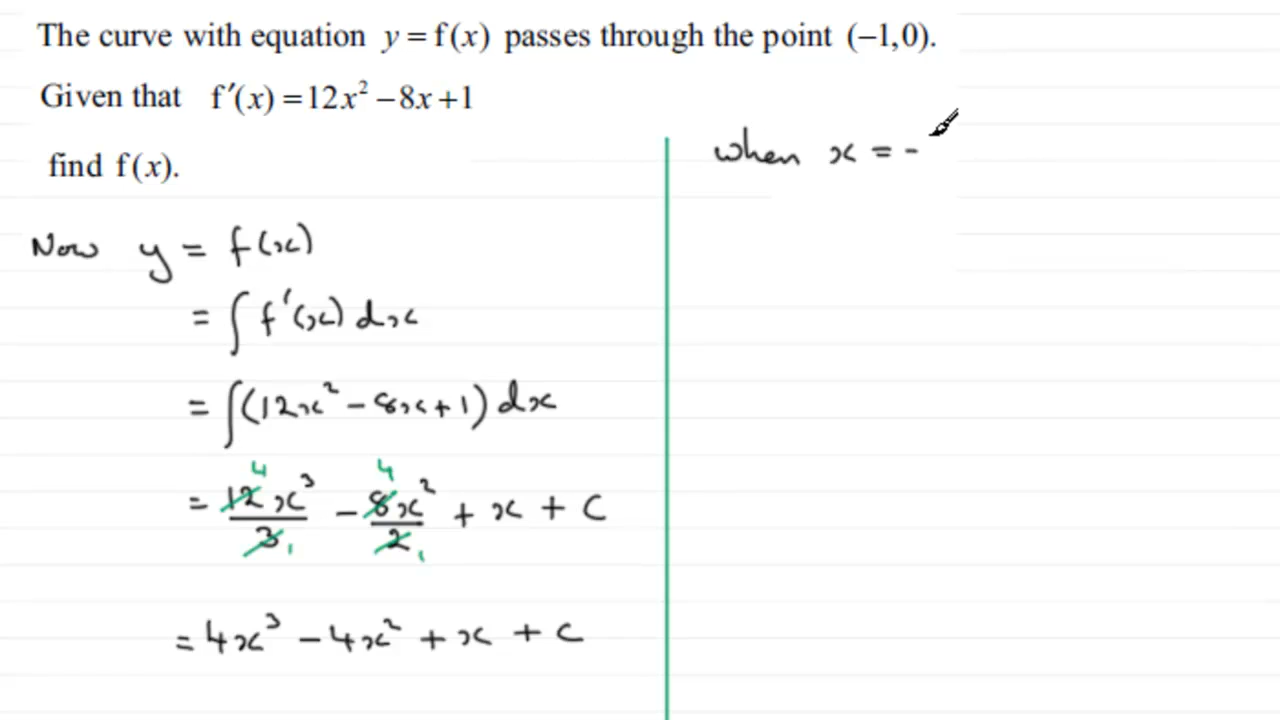 The curve with equation y = f(x) passes through the point (−1,0).
Given that f′(x) = 12x² − 8x + 1
find f(x).
Now y = f(x)
= ∫ f'(x) dx
= ∫(12x² − 8x + 1) dx
4 4
= 12x³/3 − 8x²/2 + x + c
1 1
= 4x³ − 4x² + x + c
when x = -